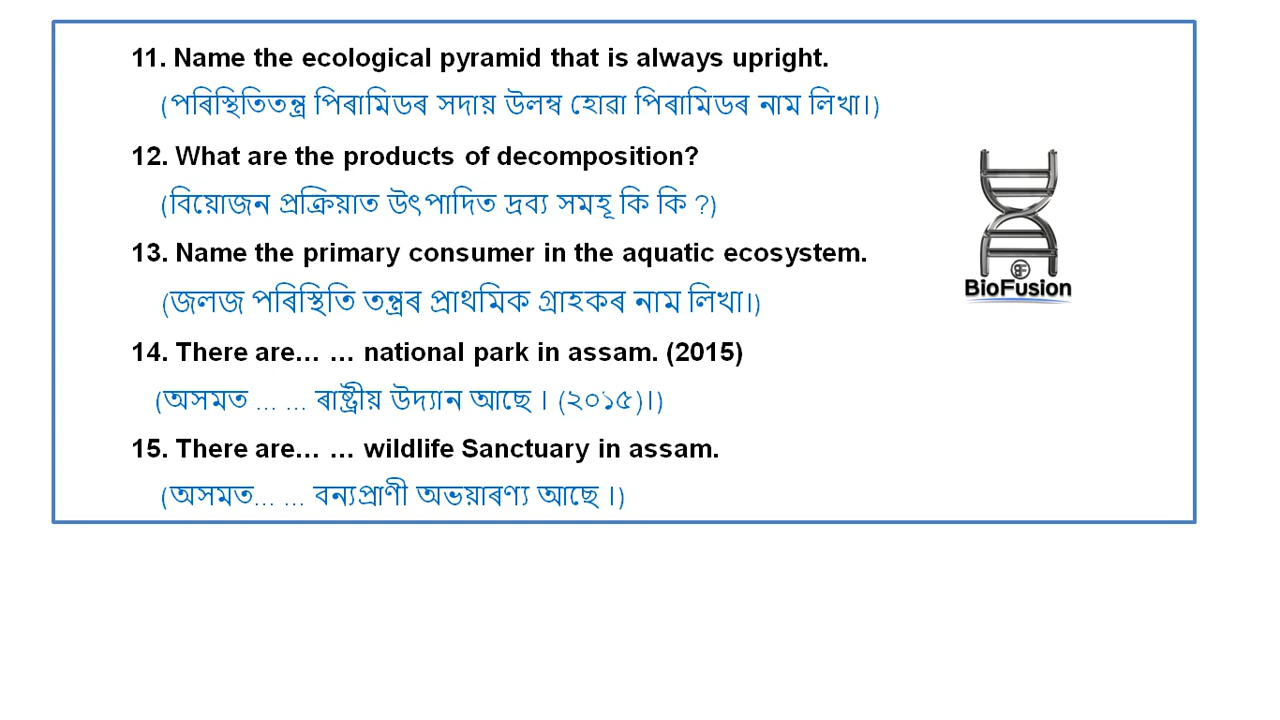 11. Name the ecological pyramid that is always upright.
(পৰিস্থিতিতন্ত্ৰ পিৰামিডৰ সদায় উলম্ব হোৱা পিৰামিডৰ নাম লিখা।)
12. What are the products of decomposition?
(বিয়োজন প্ৰক্ৰিয়াত উৎপাদিত দ্ৰব্য সমহূ কি কি ?)
13. Name the primary consumer in the aquatic ecosystem.
(জলজ পৰিস্থিতি তন্ত্ৰৰ প্ৰাথমিক গ্ৰাহকৰ নাম লিখা।)
14. There are... ... national park in assam. (2015)
(অসমত ... ... ৰাষ্ট্ৰীয় উদ্যান আছে । (২০১৫)।)
15. There are... ... wildlife Sanctuary in assam.
(অসমত... ... বন্যপ্ৰাণী অভয়াৰণ্য আছে ।)
BF
BioFusion